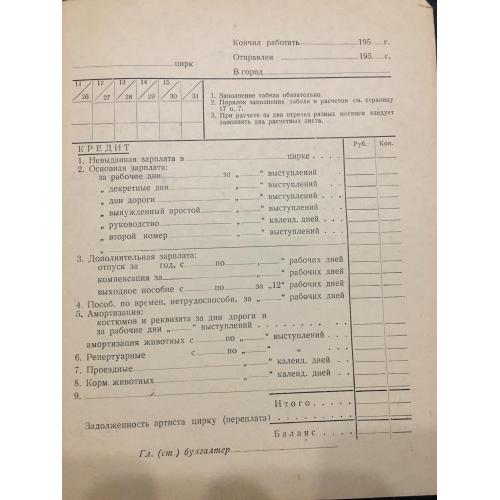 Кончил работать 195 г.
Отправлен 195 г.
цирк В город
11 12 13 14 15
26 27 28 29 30 31
1. Заполнение табеля обязательно.
2. Порядок заполнения табеля и расчетов см. страницу
17 п. 7.
3. При расчете за два отрезка разных месяцев следует
заполнять два расчетных листа.
КРЕДИТ Руб. Коп.
1. Невыданная зарплата в цирке
2. Основная зарплата:
за рабочие дни за „ “ выступлений
„ декретные дни „ “ выступлений
„ дни дороги „ “ выступлений
„ вынужденный простой „ “ выступлений
„ руководство „ “ календ. дней
„ второй номер „ “ выступлений
„
3. Дополнительная зарплата:
отпуск за год, с по „ “ рабочих дней
компенсация за „ “ рабочих дней
выходное пособие с по за „12“ рабочих дней
4. Пособ. по времен. нетрудоспособн. за „ “ рабочих дней
5. Амортизация:
костюмов и реквизита за дни дороги и
за рабочие дни „ “ выступлений
амортизация животных с по „ “ выступлений
6. Репертуарные с по „ “ „
7. Проездные „ “ календ. дней
8. Корм. животных „ “ календ. дней
9.
Итого
Задолженность артиста цирку (переплата)
Баланс
Гл. (ст.) бухгалтер